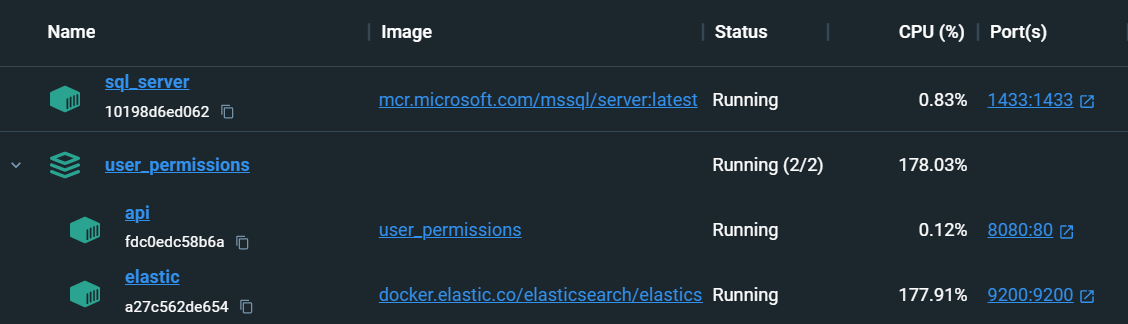 Name Image Status CPU (%) Port(s)
sql_server
10198d6ed062 mcr.microsoft.com/mssql/server:latest Running 0.83% 1433:1433
user_permissions Running (2/2) 178.03%
api
fdc0edc58b6a user_permissions Running 0.12% 8080:80
elastic
a27c562de654 docker.elastic.co/elasticsearch/elastics Running 177.91% 9200:9200